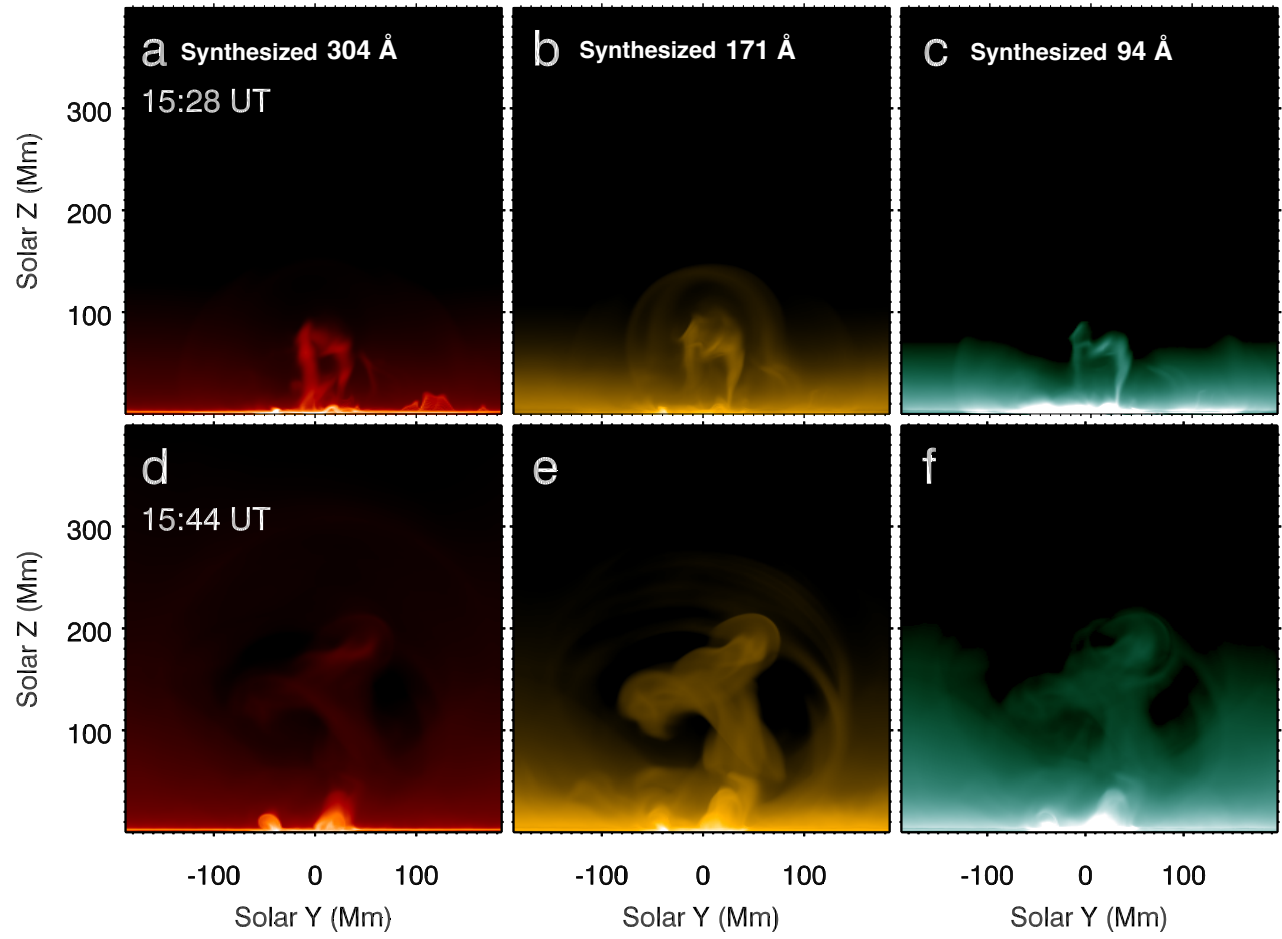 a Synthesized 304 Å
b Synthesized 171 Å
c Synthesized 94 Å
15:28 UT
300
200
100
Solar Z (Mm)
d
e
f
15:44 UT
300
200
100
Solar Z (Mm)
-100 0 100
-100 0 100
-100 0 100
Solar Y (Mm)
Solar Y (Mm)
Solar Y (Mm)